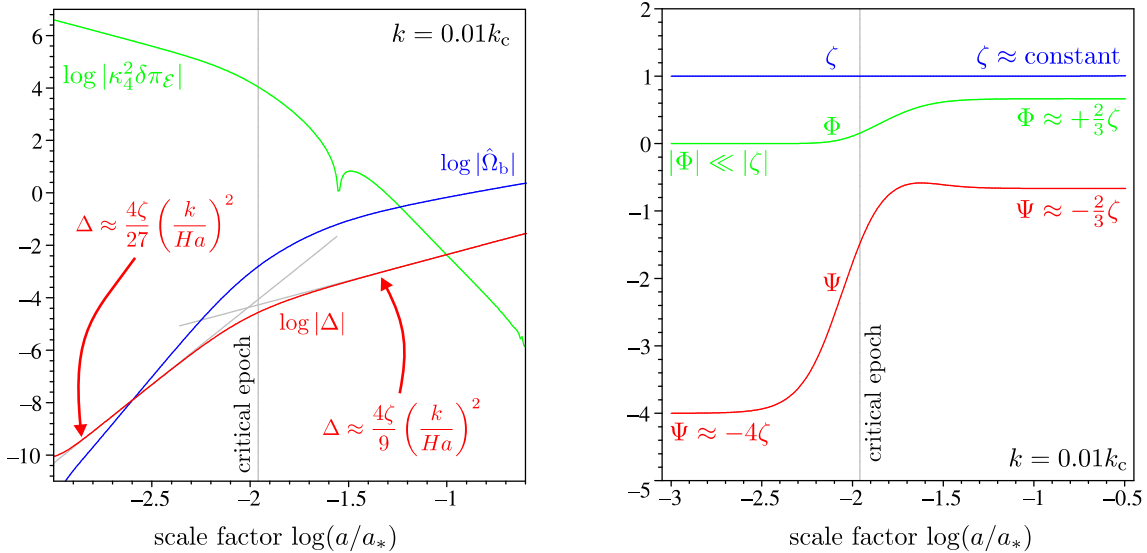 6
4
2
0
−2
−4
−6
−8
−10
k = 0.01k_c
log |κ_4^2 δπ_ℰ|
log |Ω̂_b|
Δ ≈ 4ζ/27 (k/Ha)^2
log |Δ|
critical epoch
Δ ≈ 4ζ/9 (k/Ha)^2
−2.5
−2
−1.5
−1
scale factor log(a/a_*)
2
1
0
−1
−2
−3
−4
−5
ζ
ζ ≈ constant
Φ
Φ ≈ +2/3 ζ
|Φ| ≪ |ζ|
Ψ ≈ −2/3 ζ
Ψ
critical epoch
Ψ ≈ −4ζ
k = 0.01k_c
−3
−2.5
−2
−1.5
−1
−0.5
scale factor log(a/a_*)